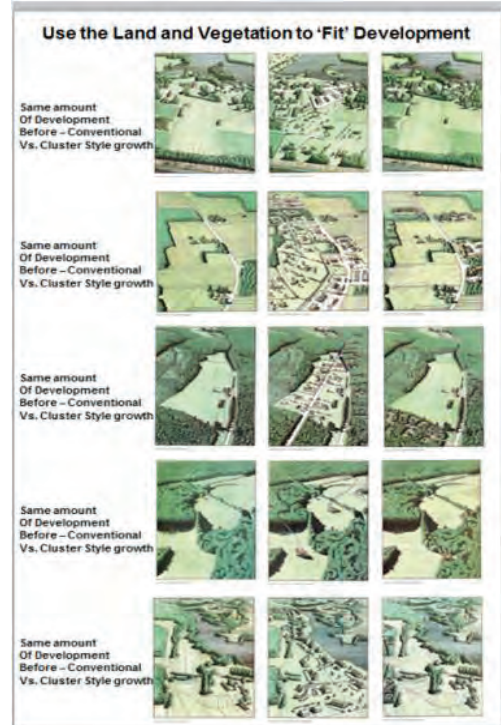 Use the Land and Vegetation to ‘Fit’ Development
Same amount
Of Development
Before – Conventional
Vs. Cluster Style growth
Same amount
Of Development
Before – Conventional
Vs. Cluster Style growth
Same amount
Of Development
Before – Conventional
Vs. Cluster Style growth
Same amount
Of Development
Before – Conventional
Vs. Cluster Style growth
Same amount
Of Development
Before – Conventional
Vs. Cluster Style growth